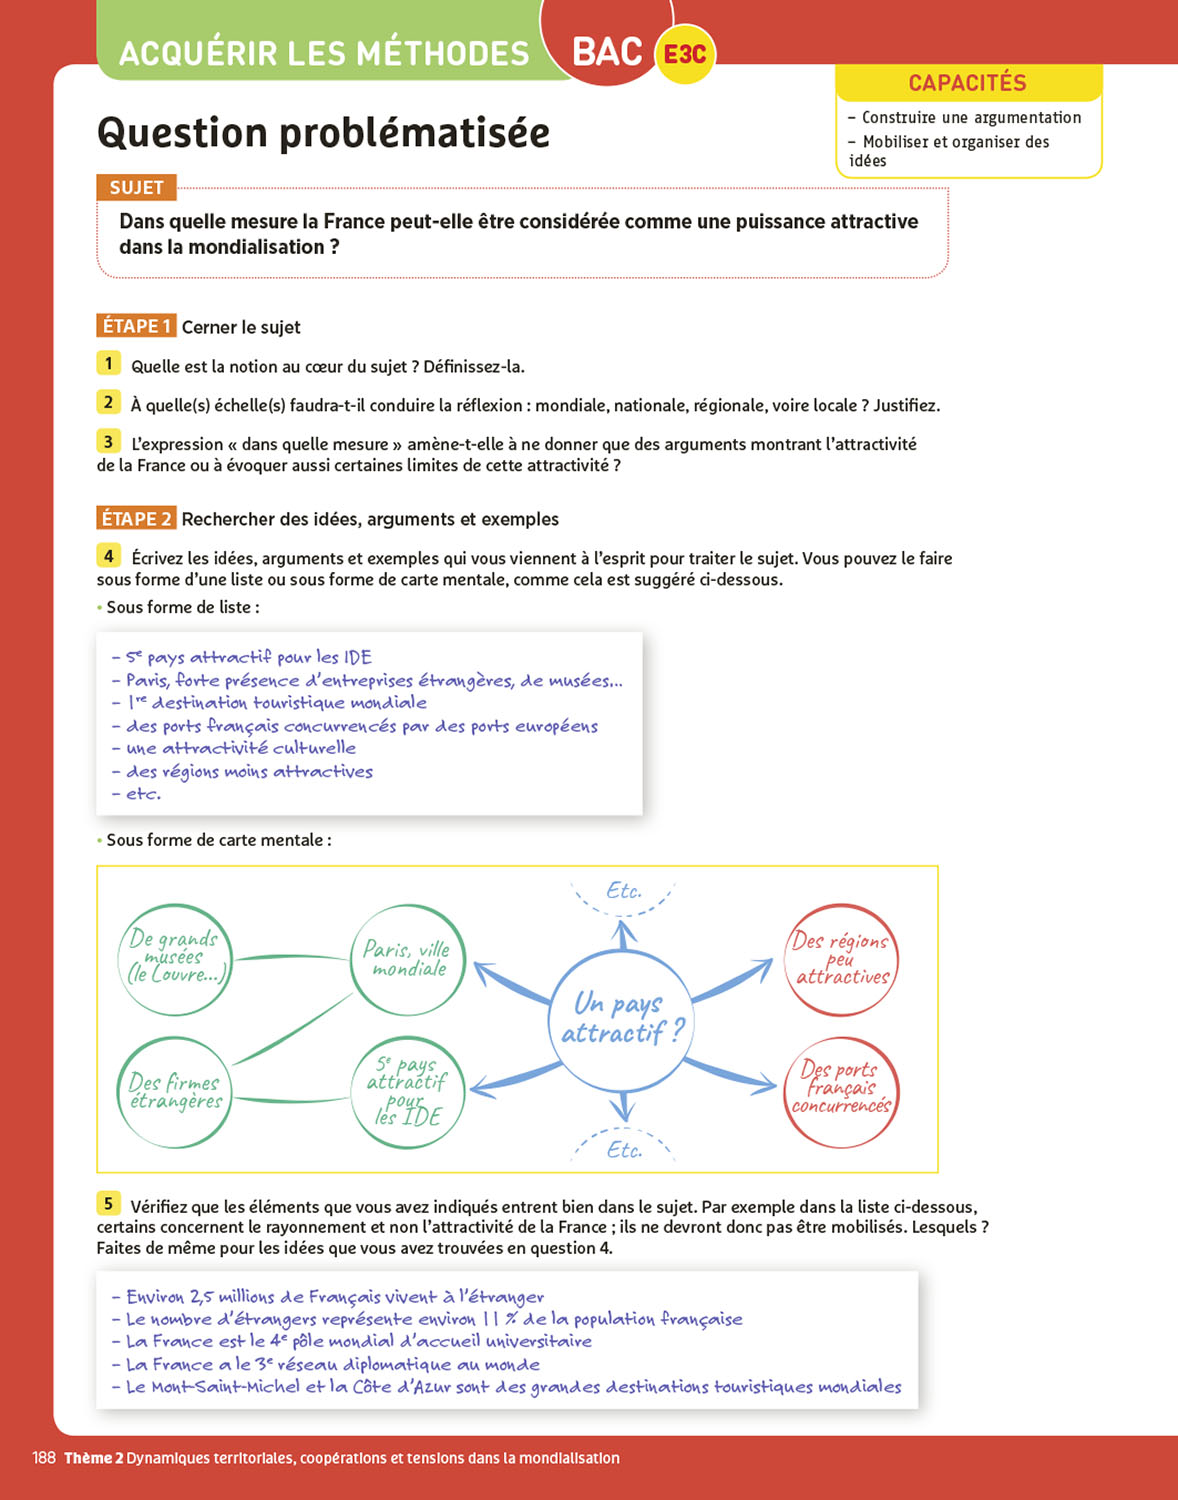 ACQUÉRIR LES MÉTHODES
BAC
E3C
CAPACITÉS
– Construire une argumentation
– Mobiliser et organiser des
idées
Question problématisée
SUJET
Dans quelle mesure la France peut-elle être considérée comme une puissance attractive
dans la mondialisation ?
ÉTAPE 1 Cerner le sujet
1 Quelle est la notion au cœur du sujet ? Définissez-la.
2 À quelle(s) échelle(s) faudra-t-il conduire la réflexion : mondiale, nationale, régionale, voire locale ? Justifiez.
3 L'expression « dans quelle mesure » amène-t-elle à ne donner que des arguments montrant l'attractivité
de la France ou à évoquer aussi certaines limites de cette attractivité ?
ÉTAPE 2 Rechercher des idées, arguments et exemples
4 Écrivez les idées, arguments et exemples qui vous viennent à l'esprit pour traiter le sujet. Vous pouvez le faire
sous forme d'une liste ou sous forme de carte mentale, comme cela est suggéré ci-dessous.
• Sous forme de liste :
– 5e pays attractif pour les IDE
– Paris, forte présence d'entreprises étrangères, de musées...
– 1re destination touristique mondiale
– des ports français concurrencés par des ports européens
– une attractivité culturelle
– des régions moins attractives
– etc.
• Sous forme de carte mentale :
De grands
musées
(le Louvre...)
Des firmes
étrangères
Paris, ville
mondiale
5e pays
attractif
pour
les IDE
Etc.
Un pays
attractif ?
Etc.
Des régions
peu
attractives
Des ports
français
concurrencés
5 Vérifiez que les éléments que vous avez indiqués entrent bien dans le sujet. Par exemple dans la liste ci-dessous,
certains concernent le rayonnement et non l'attractivité de la France ; ils ne devront donc pas être mobilisés. Lesquels ?
Faites de même pour les idées que vous avez trouvées en question 4.
– Environ 2,5 millions de Français vivent à l'étranger
– Le nombre d'étrangers représente environ 11 % de la population française
– La France est le 4e pôle mondial d'accueil universitaire
– La France a le 3e réseau diplomatique au monde
– Le Mont-Saint-Michel et la Côte d'Azur sont des grandes destinations touristiques mondiales
188 Thème 2 Dynamiques territoriales, coopérations et tensions dans la mondialisation